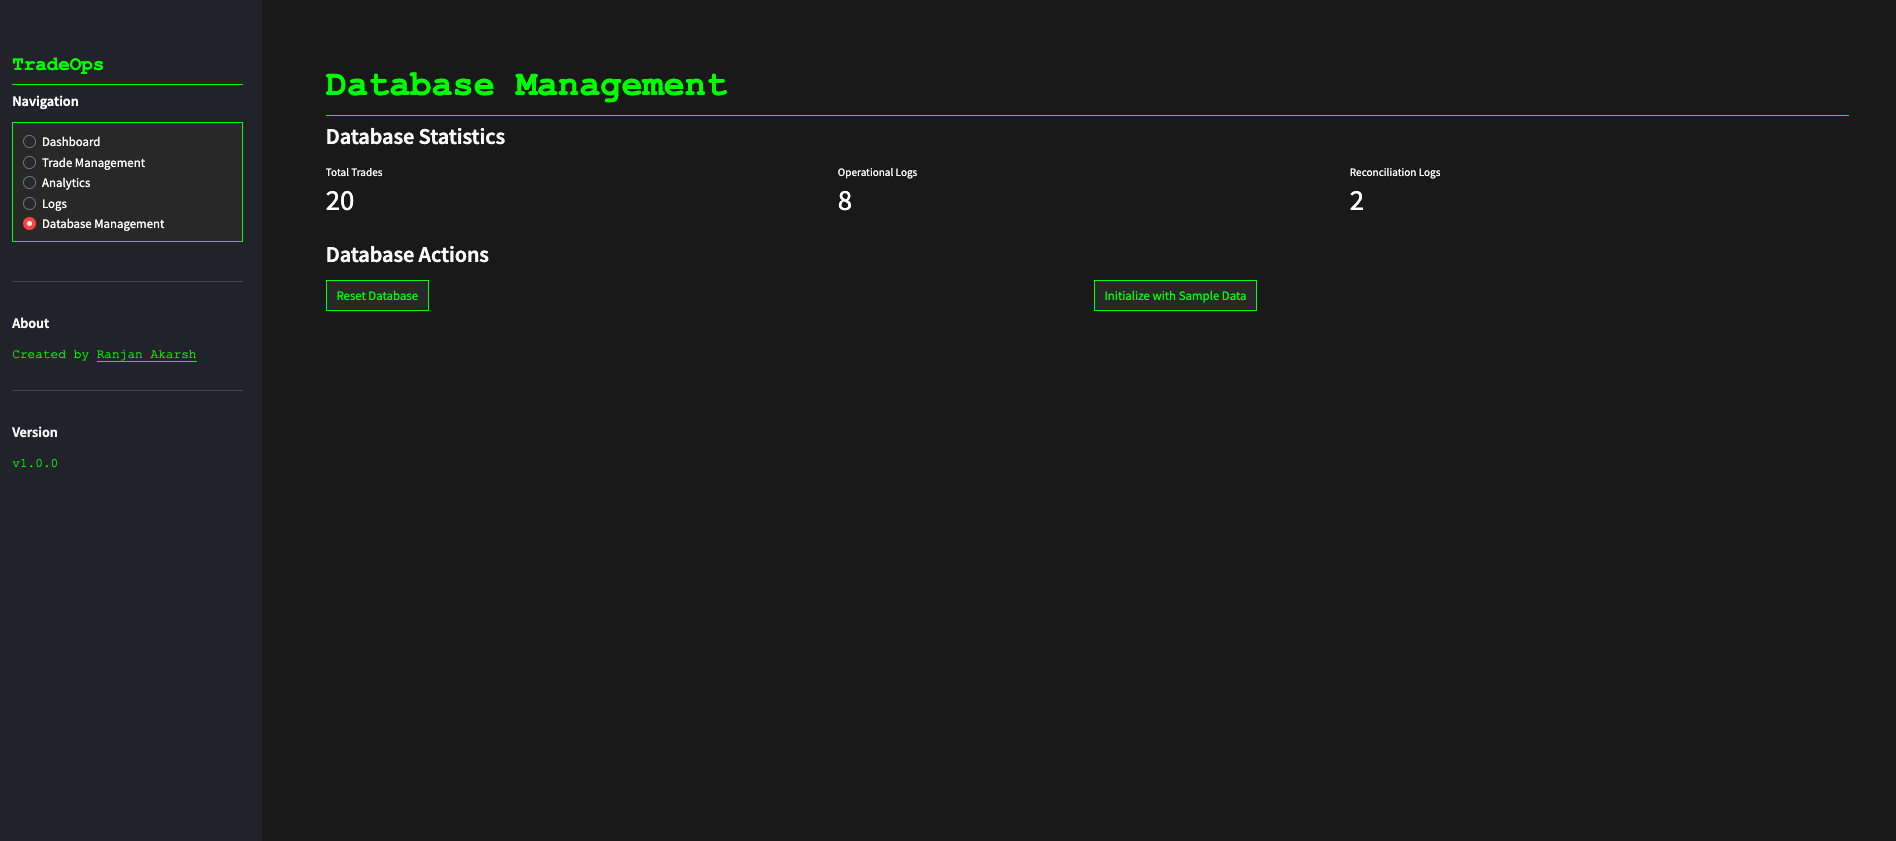 TradeOps
Navigation
Dashboard
Trade Management
Analytics
Logs
Database Management
About
Created by Ranjan Akarsh
Version
v1.0.0
Database Management
Database Statistics
Total Trades
20
Operational Logs
8
Reconciliation Logs
2
Database Actions
Reset Database
Initialize with Sample Data